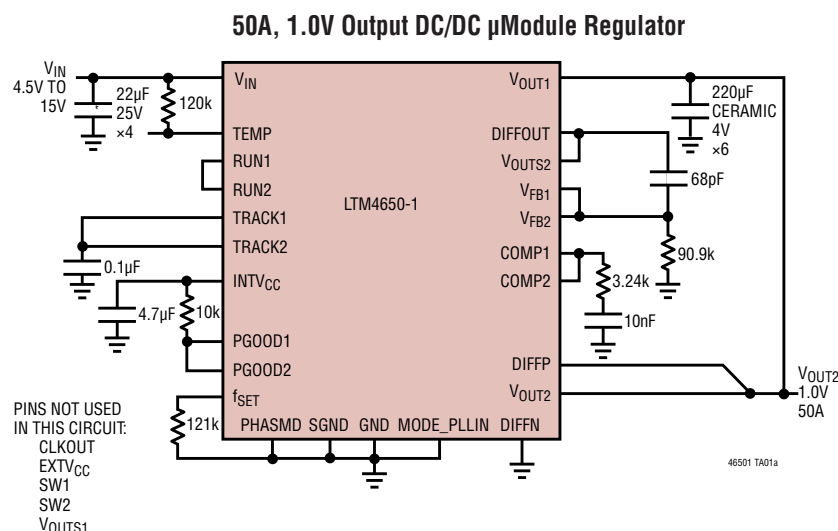 50A, 1.0V Output DC/DC µModule Regulator
VIN
4.5V TO
15V
22µF
25V
×4
120k
VIN
TEMP
RUN1
RUN2
TRACK1
TRACK2
0.1µF
INTVCC
4.7µF
10k
PGOOD1
PGOOD2
fSET
121k
LTM4650-1
PHASMD SGND GND MODE_PLLIN DIFFN
VOUT1
DIFFOUT
VOUTS2
VFB1
VFB2
COMP1
COMP2
DIFFP
VOUT2
220µF
CERAMIC
4V
×6
68pF
90.9k
3.24k
10nF
VOUT2
1.0V
50A
46501 TA01a
PINS NOT USED
IN THIS CIRCUIT:
CLKOUT
EXTVCC
SW1
SW2
VOUTS1